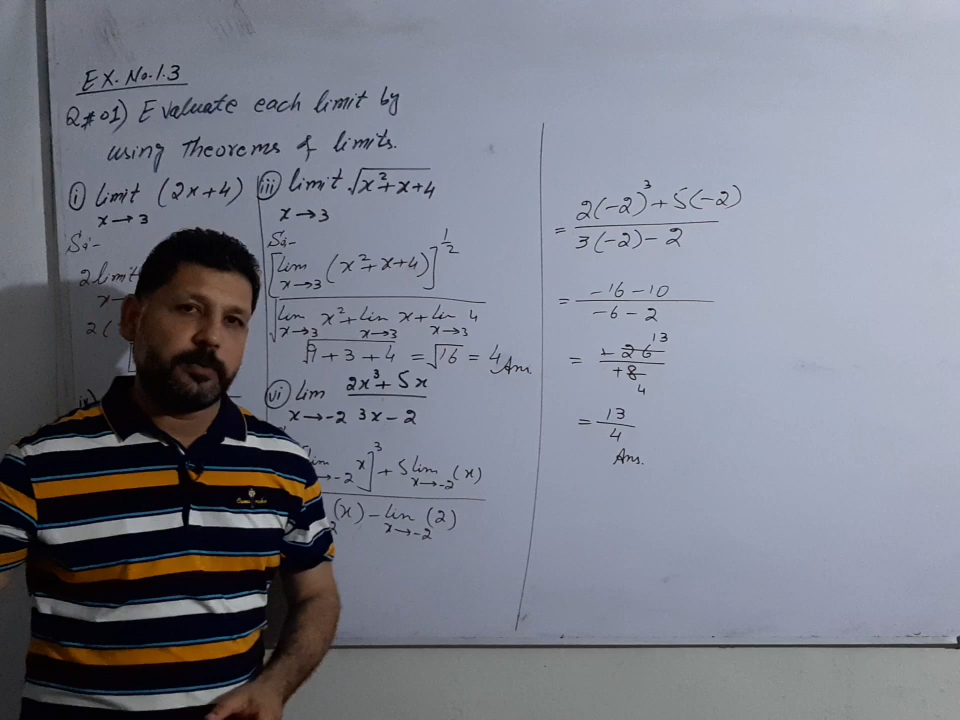 EX. No. 1.3
Q#01) Evaluate each limit by
using Theorems of limits.
(i) limit (2x+4)
x→3
Sol:-
2 limit
x→
2(
(iii) limit √x²+x+4
x→3
Sol:-
[lim (x²+x+4)]^1/2
x→3
√lim x²+lim x+lim 4
x→3 x→3 x→3
√9+3+4 =√16 = 4 Ans
(vi) lim 2x³+5x
x→-2 3x-2
x]³ + 5 lim (x)
→-2 x→-2
(x) - lim (2)
x→-2
= 2(-2)³+5(-2)
3(-2)-2
= -16-10
-6-2
= +26 13
+8 4
= 13
4
Ans.